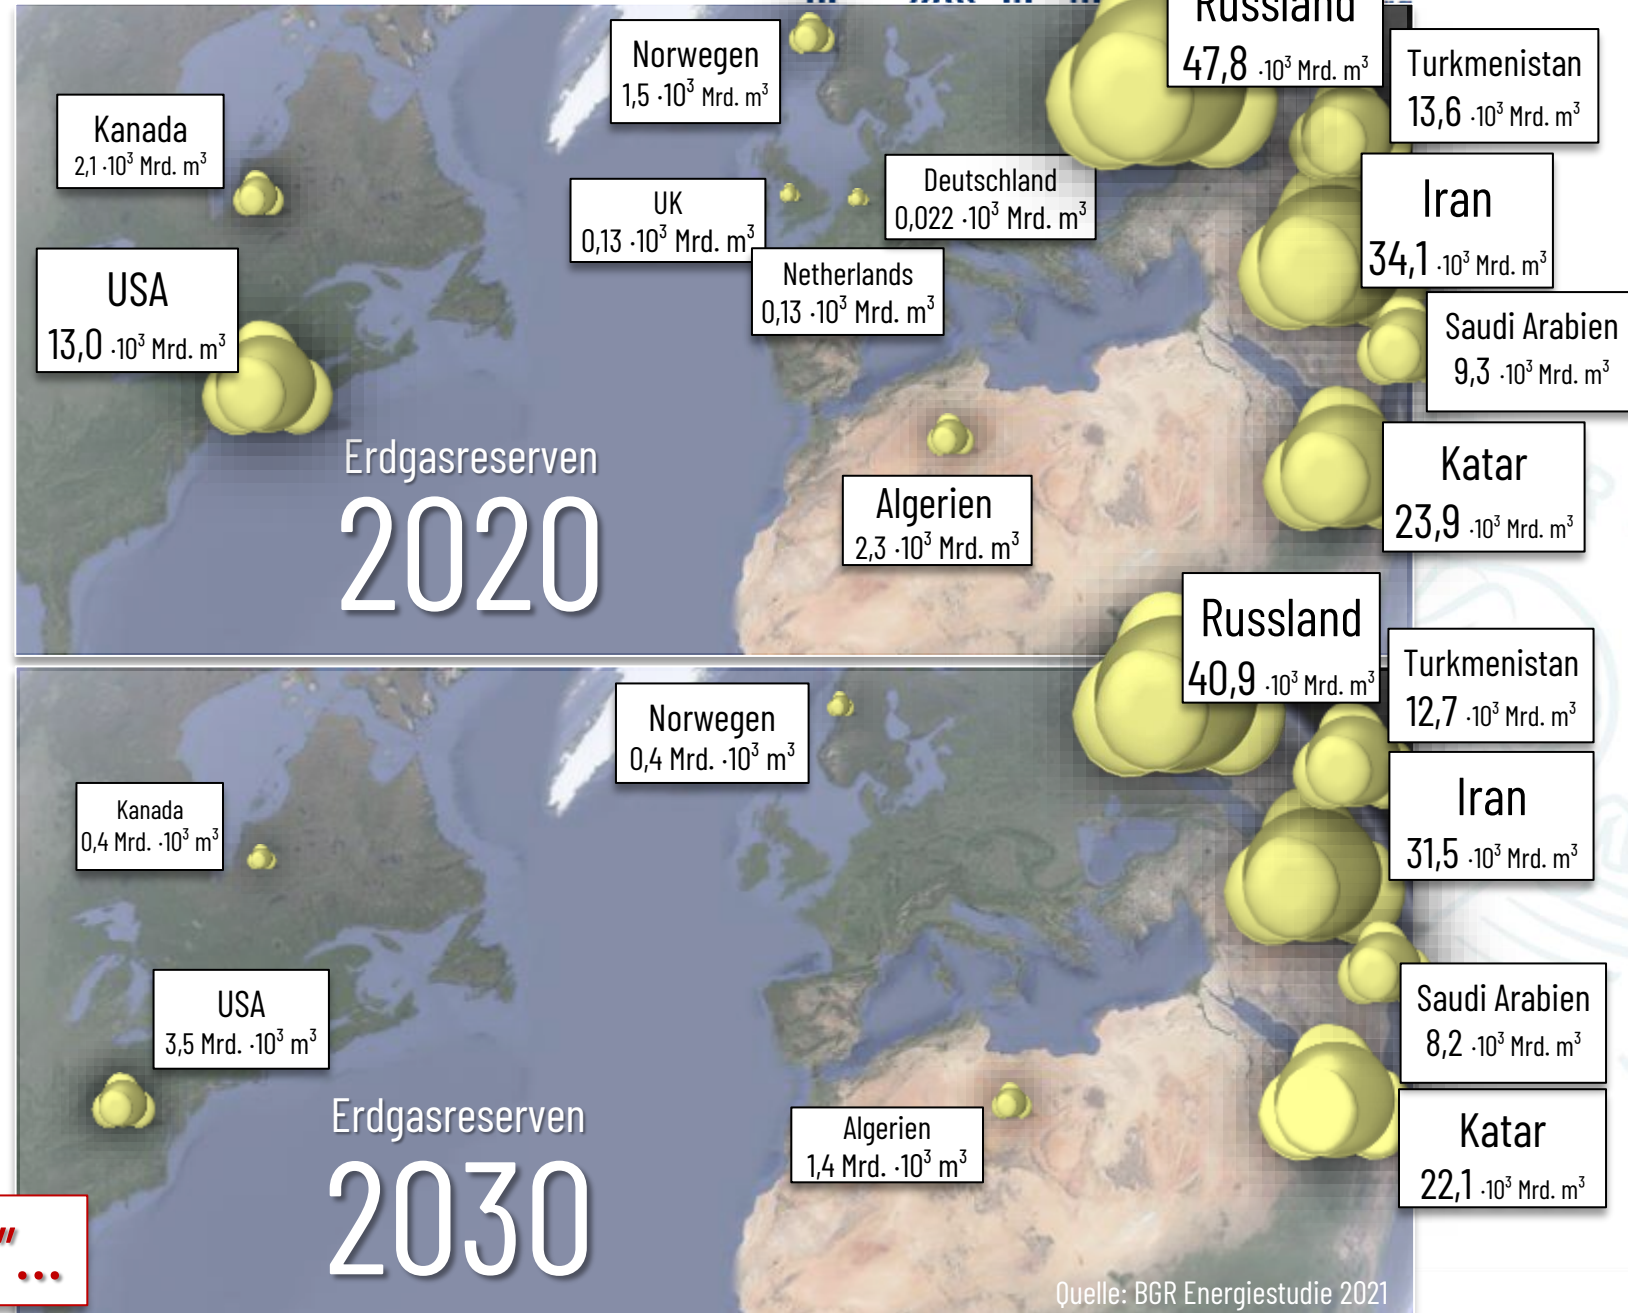 Russland
47,8 ·10³ Mrd. m³
Norwegen
1,5 ·10³ Mrd. m³
Turkmenistan
13,6 ·10³ Mrd. m³
Kanada
2,1 ·10³ Mrd. m³
UK
0,13 ·10³ Mrd. m³
Deutschland
0,022 ·10³ Mrd. m³
Iran
34,1 ·10³ Mrd. m³
USA
13,0 ·10³ Mrd. m³
Netherlands
0,13 ·10³ Mrd. m³
Saudi Arabien
9,3 ·10³ Mrd. m³
Erdgasreserven
2020
Algerien
2,3 ·10³ Mrd. m³
Katar
23,9 ·10³ Mrd. m³
Russland
40,9 ·10³ Mrd. m³
Turkmenistan
12,7 ·10³ Mrd. m³
Norwegen
0,4 Mrd. ·10³ m³
Kanada
0,4 Mrd. ·10³ m³
Iran
31,5 ·10³ Mrd. m³
USA
3,5 Mrd. ·10³ m³
Saudi Arabien
8,2 ·10³ Mrd. m³
Erdgasreserven
2030
Algerien
1,4 Mrd. ·10³ m³
Katar
22,1 ·10³ Mrd. m³
"
...
Quelle: BGR Energiestudie 2021